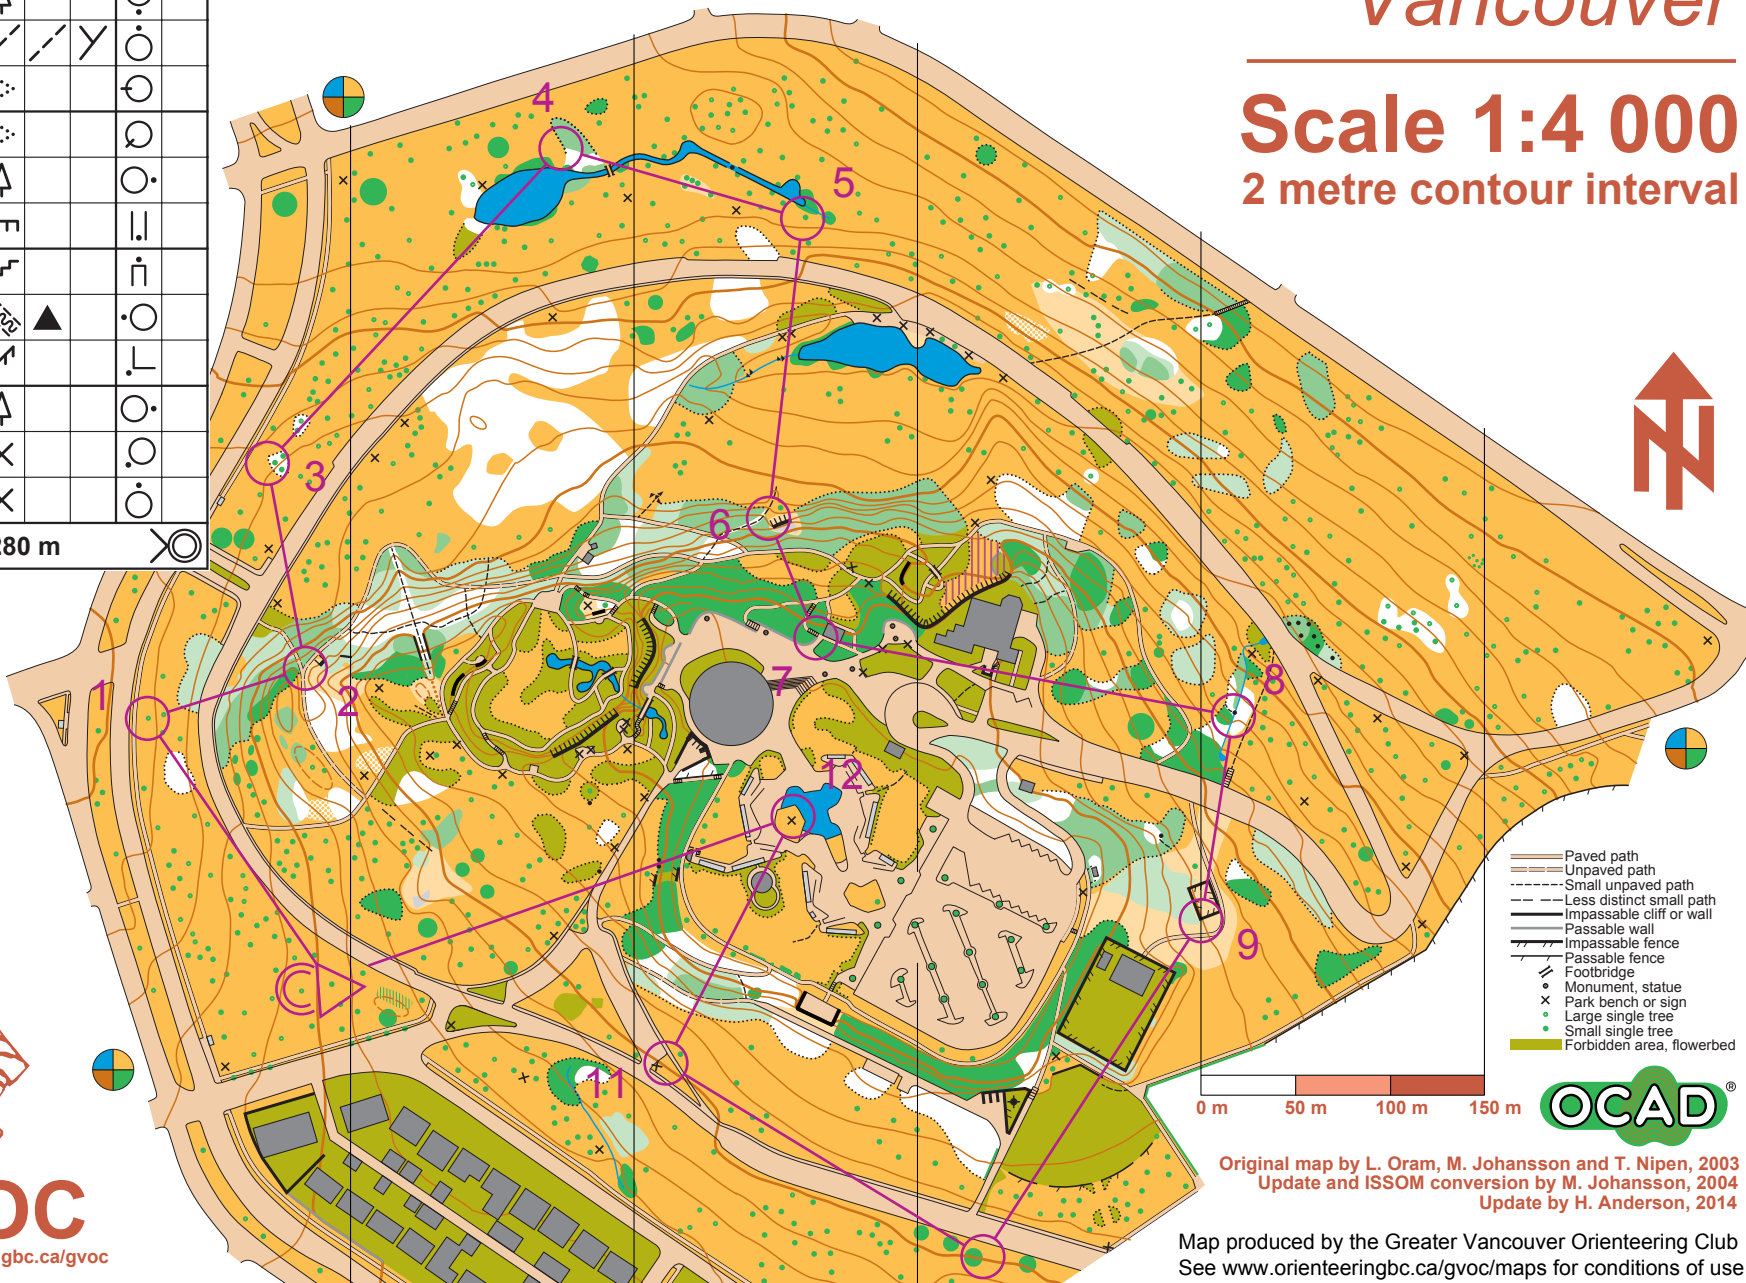 Vancouver
Scale 1:4 000
2 metre contour interval
4
5
3
6
1
2
7
8
12
9
11
280 m
Paved path
Unpaved path
Small unpaved path
Less distinct small path
Impassable cliff or wall
Passable wall
Impassable fence
Passable fence
Footbridge
Monument, statue
Park bench or sign
Large single tree
Small single tree
Forbidden area, flowerbed
0 m
50 m
100 m
150 m
OCAD®
Original map by L. Oram, M. Johansson and T. Nipen, 2003
Update and ISSOM conversion by M. Johansson, 2004
Update by H. Anderson, 2014
OC
gbc.ca/gvoc
Map produced by the Greater Vancouver Orienteering Club
See www.orienteeringbc.ca/gvoc/maps for conditions of use